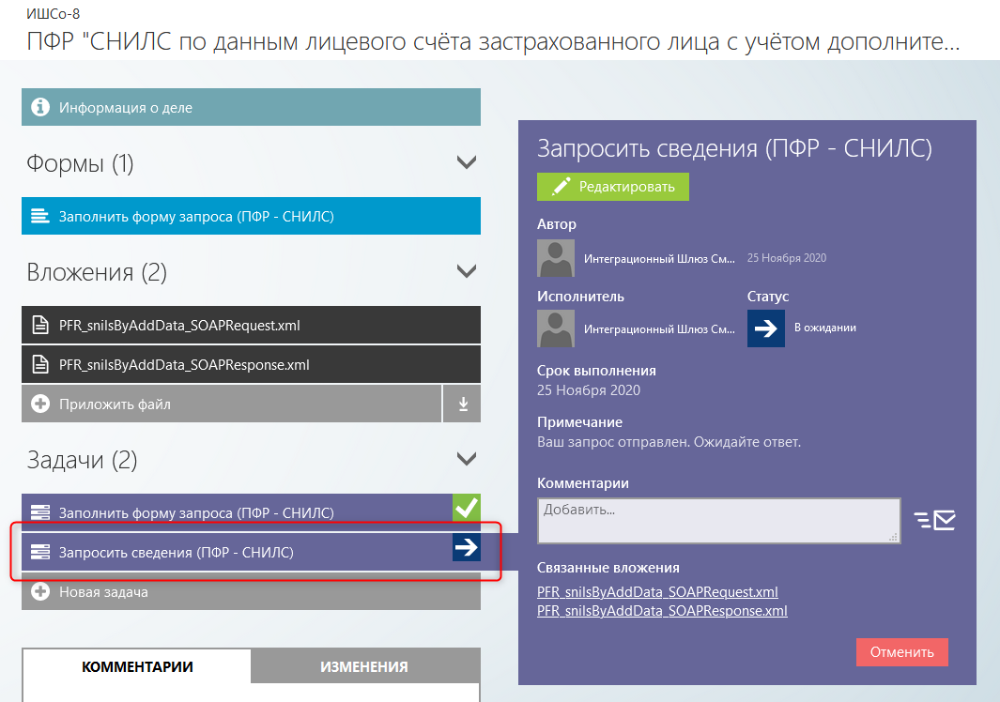 ИШСо-8
ПФР "СНИЛС по данным лицевого счёта застрахованного лица с учётом дополните...
Информация о деле
Формы (1)
Заполнить форму запроса (ПФР - СНИЛС)
Вложения (2)
PFR_snilsByAddData_SOAPRequest.xml
PFR_snilsByAddData_SOAPResponse.xml
Приложить файл
Задачи (2)
Заполнить форму запроса (ПФР - СНИЛС)
Запросить сведения (ПФР - СНИЛС)
Новая задача
КОММЕНТАРИИ
ИЗМЕНЕНИЯ
Запросить сведения (ПФР - СНИЛС)
Редактировать
Автор
Интеграционный Шлюз См... 25 Ноября 2020
Исполнитель Статус
Интеграционный Шлюз См... В ожидании
Срок выполнения
25 Ноября 2020
Примечание
Ваш запрос отправлен. Ожидайте ответ.
Комментарии
Добавить...
Связанные вложения
PFR_snilsByAddData_SOAPRequest.xml
PFR_snilsByAddData_SOAPResponse.xml
Отменить